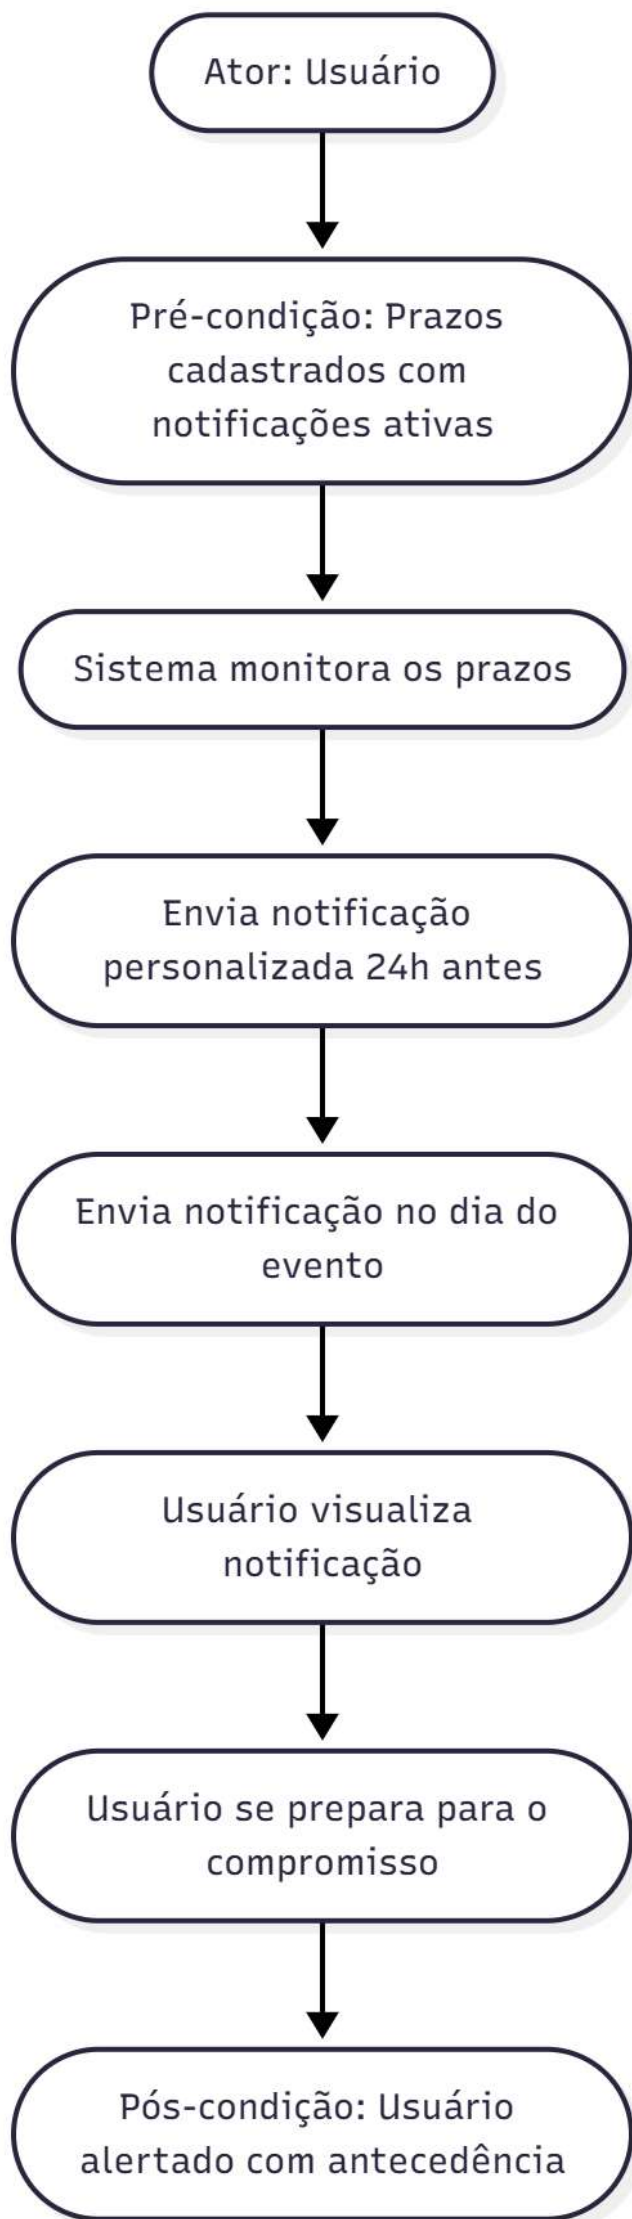 Ator: Usuário
Pré-condição: Prazos
cadastrados com
notificações ativas
Sistema monitora os prazos
Envia notificação
personalizada 24h antes
Envia notificação no dia do
evento
Usuário visualiza
notificação
Usuário se prepara para o
compromisso
Pós-condição: Usuário
alertado com antecedência